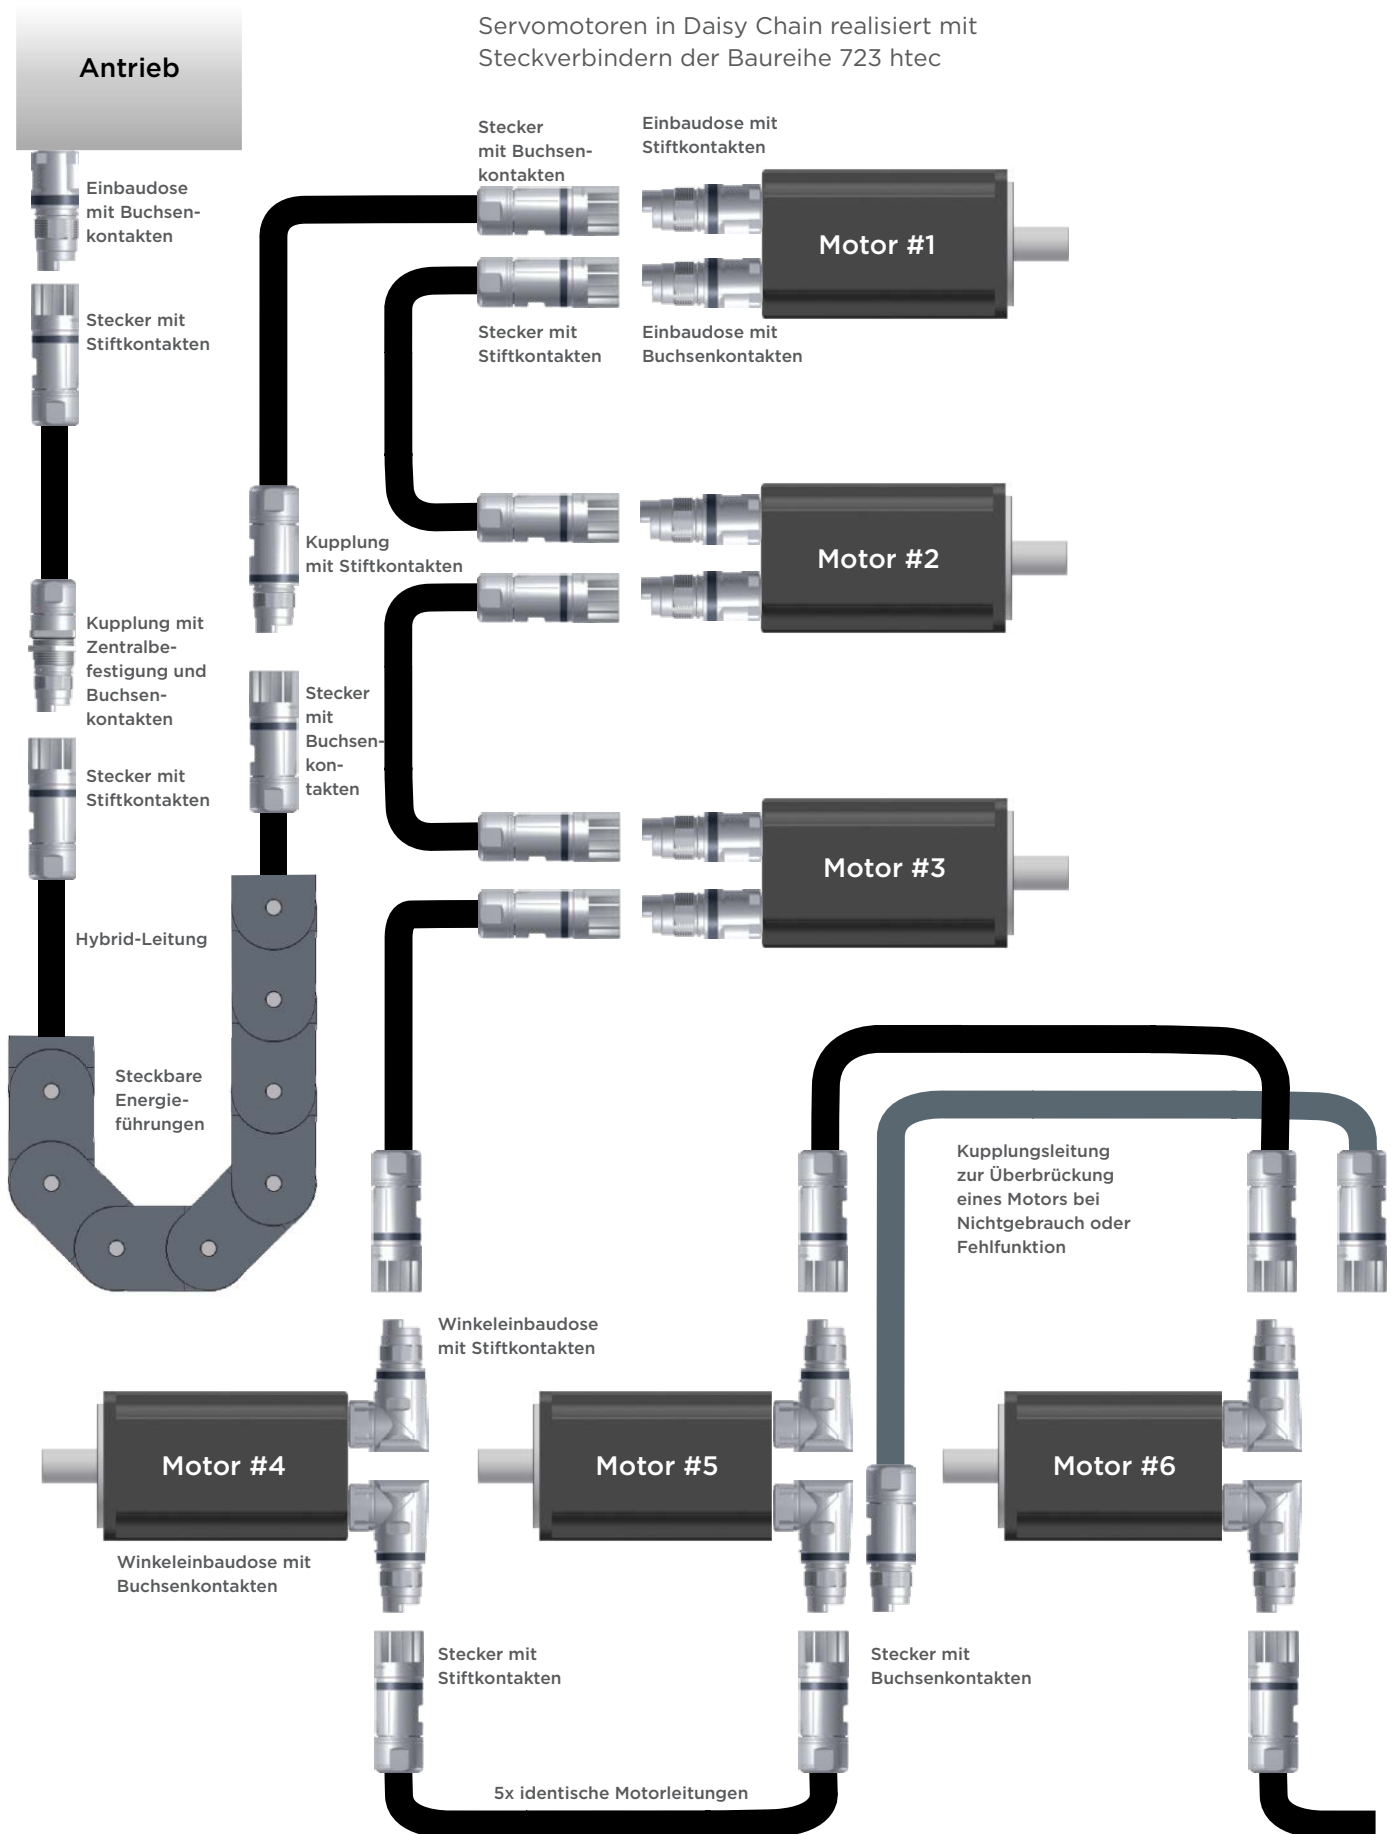 Servomotoren in Daisy Chain realisiert mit
Steckverbindern der Baureihe 723 htec
Antrieb
Einbaudose
mit Buchsen-
kontakten
Stecker mit
Stiftkontakten
Kupplung mit
Zentralbe-
festigung und
Buchsen-
kontakten
Stecker mit
Stiftkontakten
Hybrid-Leitung
Steckbare
Energie-
führungen
Stecker
mit
Buchsen-
kon-
takten
Kupplung
mit Stiftkontakten
Stecker
mit Buchsen-
kontakten
Einbaudose mit
Stiftkontakten
Motor #1
Stecker mit
Stiftkontakten
Einbaudose mit
Buchsenkontakten
Motor #2
Motor #3
Kupplungsleitung
zur Überbrückung
eines Motors bei
Nichtgebrauch oder
Fehlfunktion
Winkeleinbaudose
mit Stiftkontakten
Motor #4
Motor #5
Motor #6
Winkeleinbaudose mit
Buchsenkontakten
Stecker mit
Stiftkontakten
Stecker mit
Buchsenkontakten
5x identische Motorleitungen